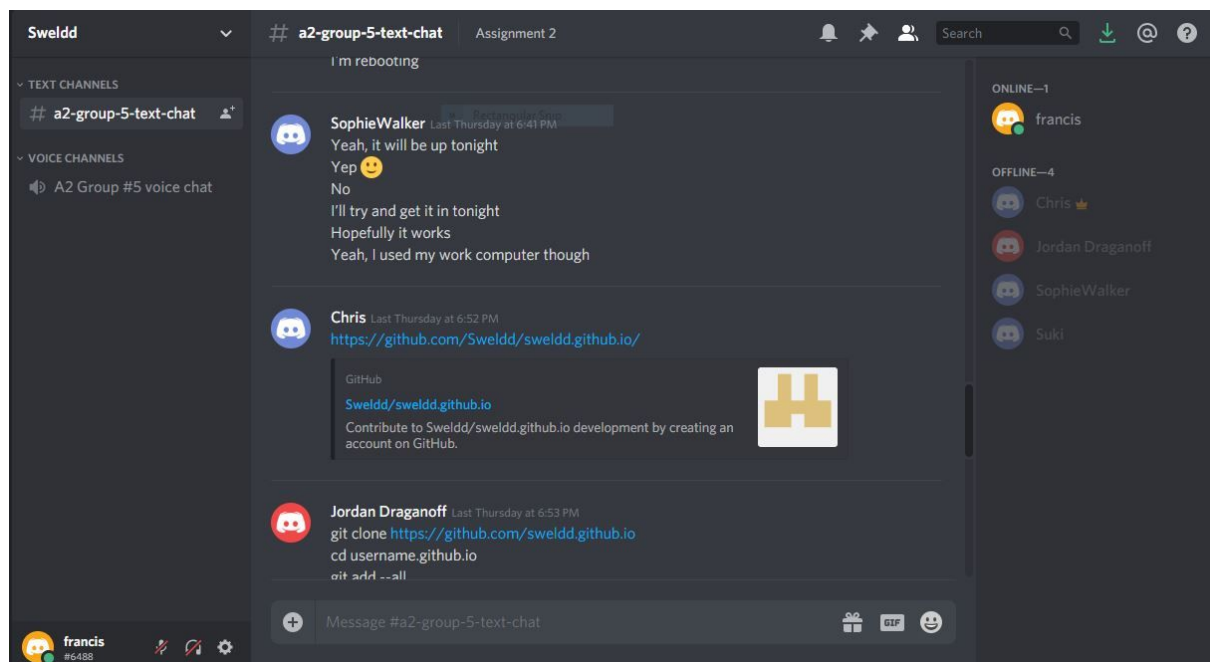 Sweldd
# a2-group-5-text-chat
Assignment 2
Search
TEXT CHANNELS
# a2-group-5-text-chat
VOICE CHANNELS
A2 Group #5 voice chat
I'm rebooting
Rectangular Snip
SophieWalker Last Thursday at 6:41 PM
Yeah, it will be up tonight
Yep
No
I'll try and get it in tonight
Hopefully it works
Yeah, I used my work computer though
Chris Last Thursday at 6:52 PM
https://github.com/Sweldd/sweldd.github.io/
GitHub
Sweldd/sweldd.github.io
Contribute to Sweldd/sweldd.github.io development by creating an
account on GitHub.
Jordan Draganoff Last Thursday at 6:53 PM
git clone https://github.com/sweldd.github.io
cd username.github.io
git add --all
Message #a2-group-5-text-chat
GIF
ONLINE—1
francis
OFFLINE—4
Chris
Jordan Draganoff
SophieWalker
Suki
francis
#6488